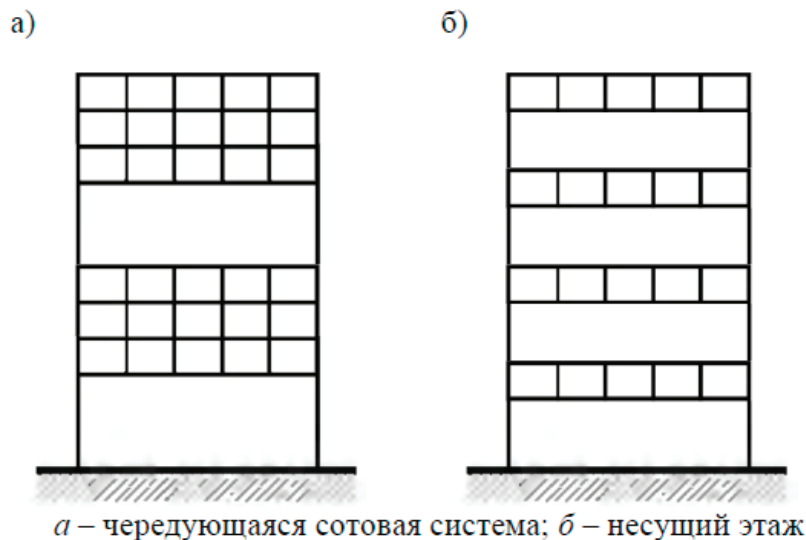 а)
б)
а – чередующаяся сотовая система; б – несущий этаж